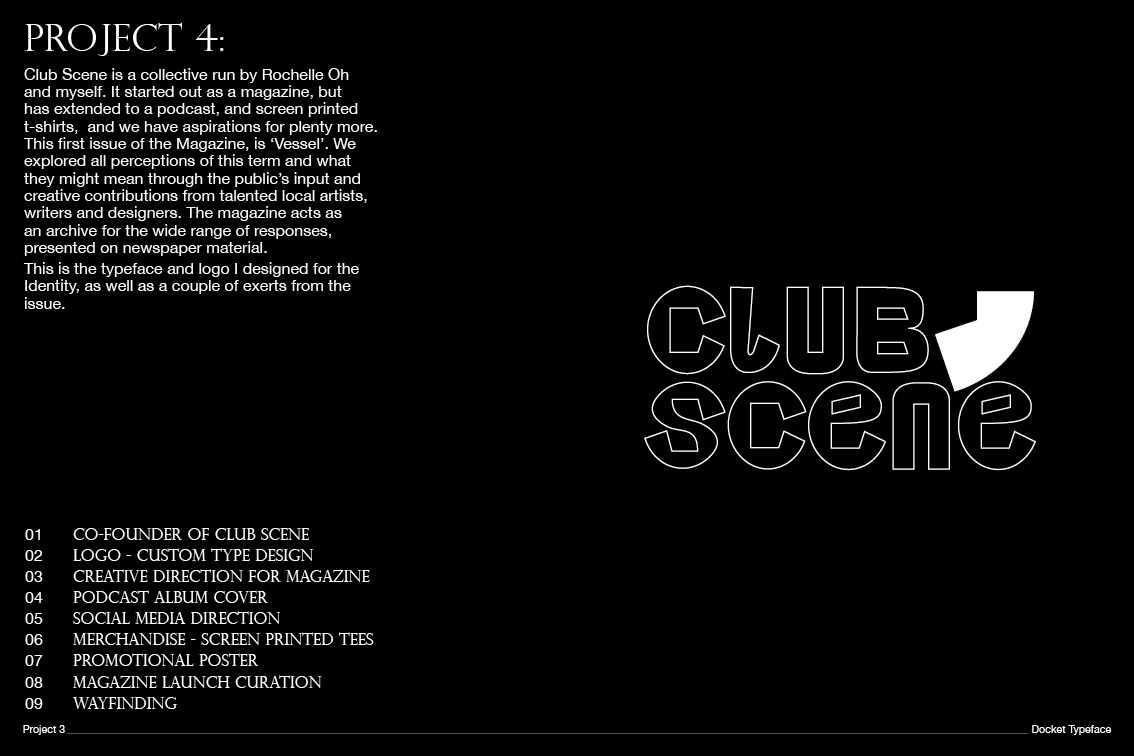 PROJECT 4:
Club Scene is a collective run by Rochelle Oh
and myself. It started out as a magazine, but
has extended to a podcast, and screen printed
t-shirts,  and we have aspirations for plenty more.
This first issue of the Magazine, is ‘Vessel’. We
explored all perceptions of this term and what
they might mean through the public’s input and
creative contributions from talented local artists,
writers and designers. The magazine acts as
an archive for the wide range of responses,
presented on newspaper material.
This is the typeface and logo I designed for the
Identity, as well as a couple of exerts from the
issue.
CLUB
SCENE
01 CO-FOUNDER OF CLUB SCENE
02 LOGO - CUSTOM TYPE DESIGN
03 CREATIVE DIRECTION FOR MAGAZINE
04 PODCAST ALBUM COVER
05 SOCIAL MEDIA DIRECTION
06 MERCHANDISE - SCREEN PRINTED TEES
07 PROMOTIONAL POSTER
08 MAGAZINE LAUNCH CURATION
09 WAYFINDING
Project 3
Docket Typeface